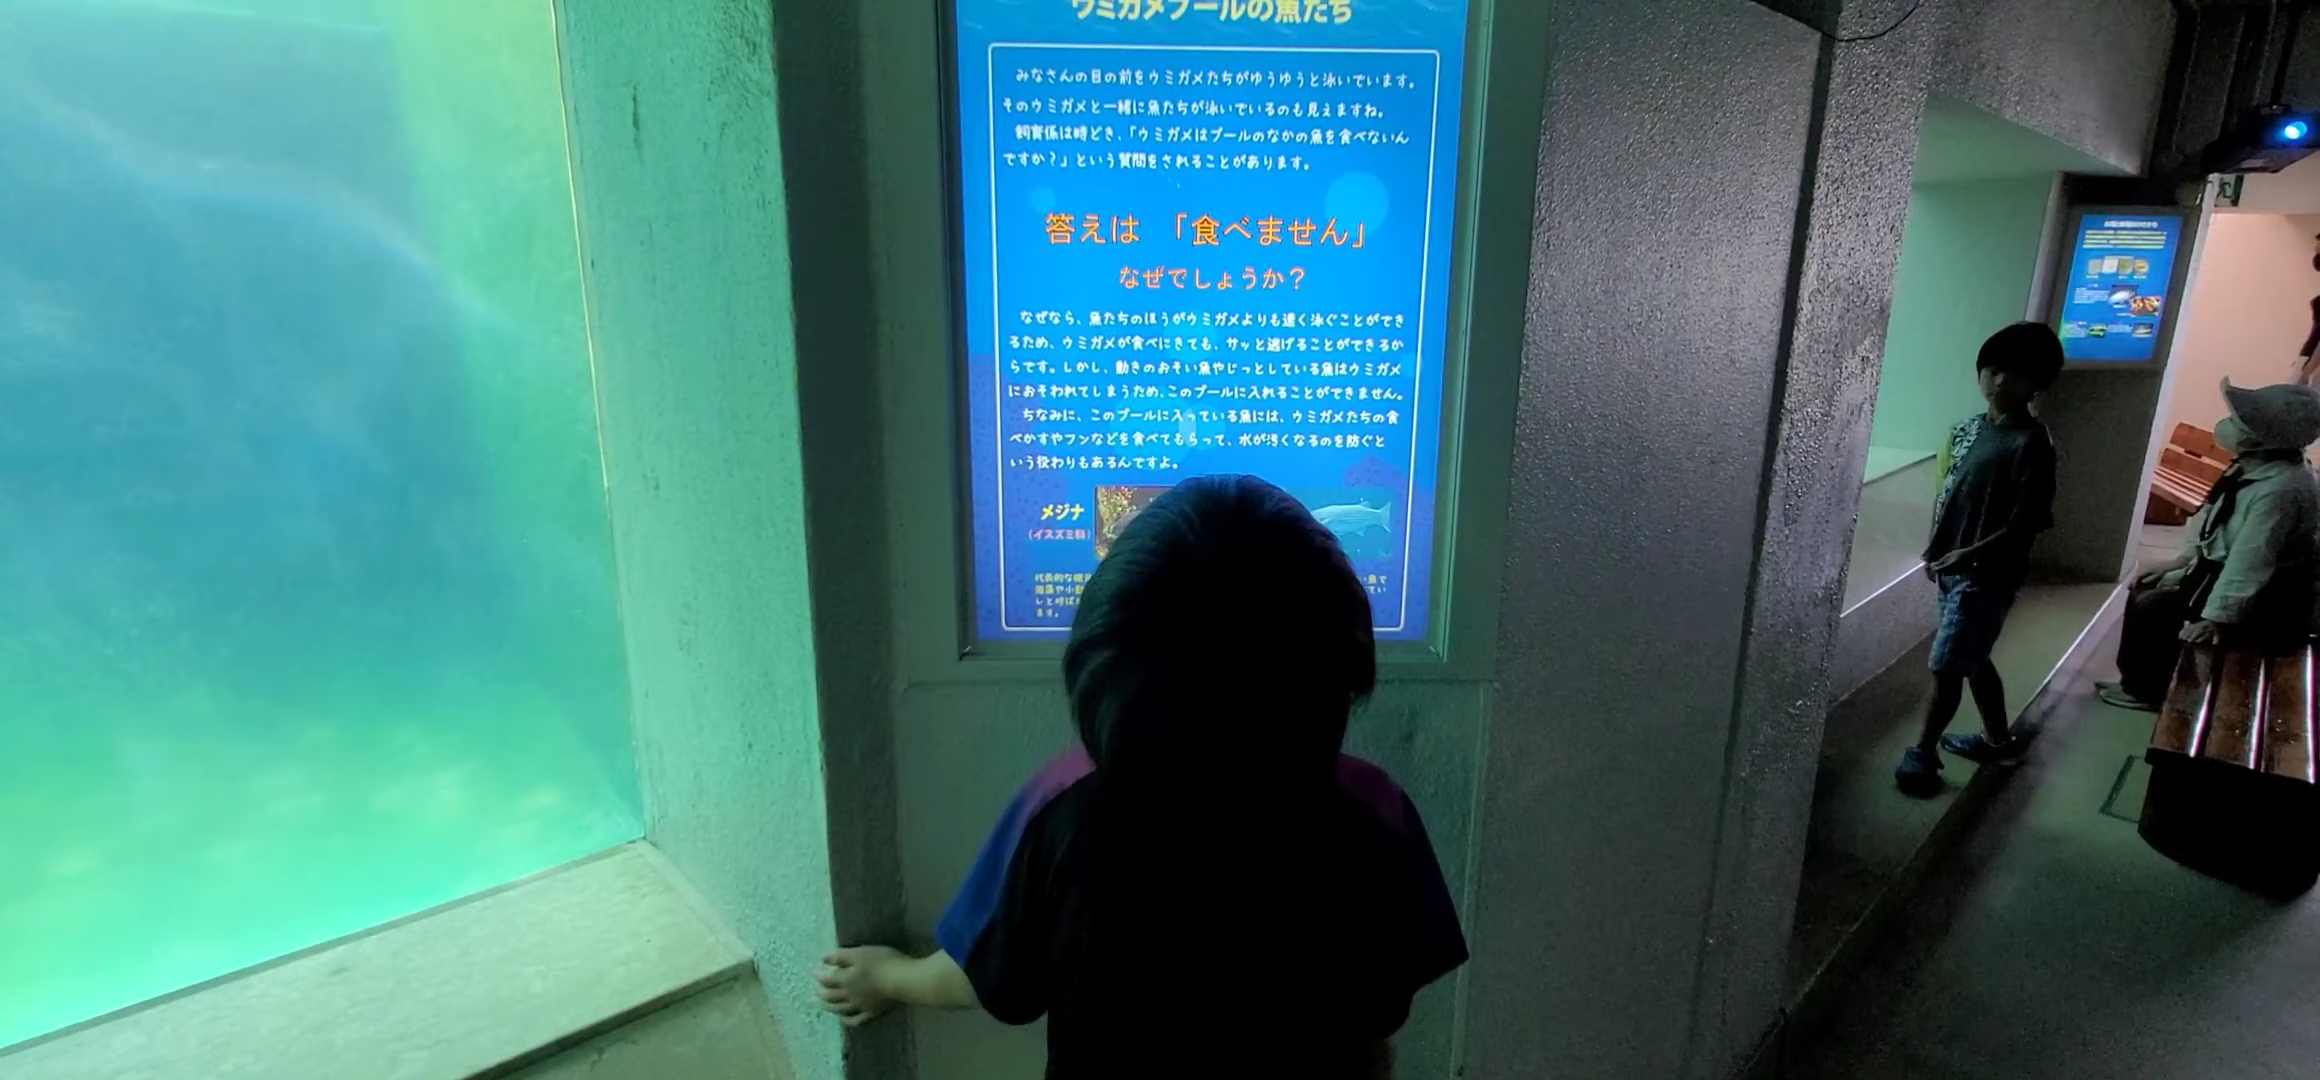 ウミガメプールの魚たち
みなさんの目の前をウミガメたちがゆうゆうと泳いでいます。
そのウミガメと一緒に魚たちが泳いでいるのも見えますね。
飼育係は時どき、「ウミガメはプールのなかの魚を食べないん
ですか？」という質問をされることがあります。
答えは 「食べません」
なぜでしょうか？
なぜなら、魚たちのほうがウミガメよりも速く泳ぐことができ
るため、ウミガメが食べにきても、サッと逃げることができるか
らです。しかし、動きのおそい魚やじっとしている魚はウミガメ
におそわれてしまうため、このプールに入れることができません。
ちなみに、このプールに入っている魚には、ウミガメたちの食
べかすやフンなどを食べてもらって、水が汚くなるのを防ぐと
いう役わりもあるんですよ。
メジナ
(イスズミ科)
代表的な磯
ます。